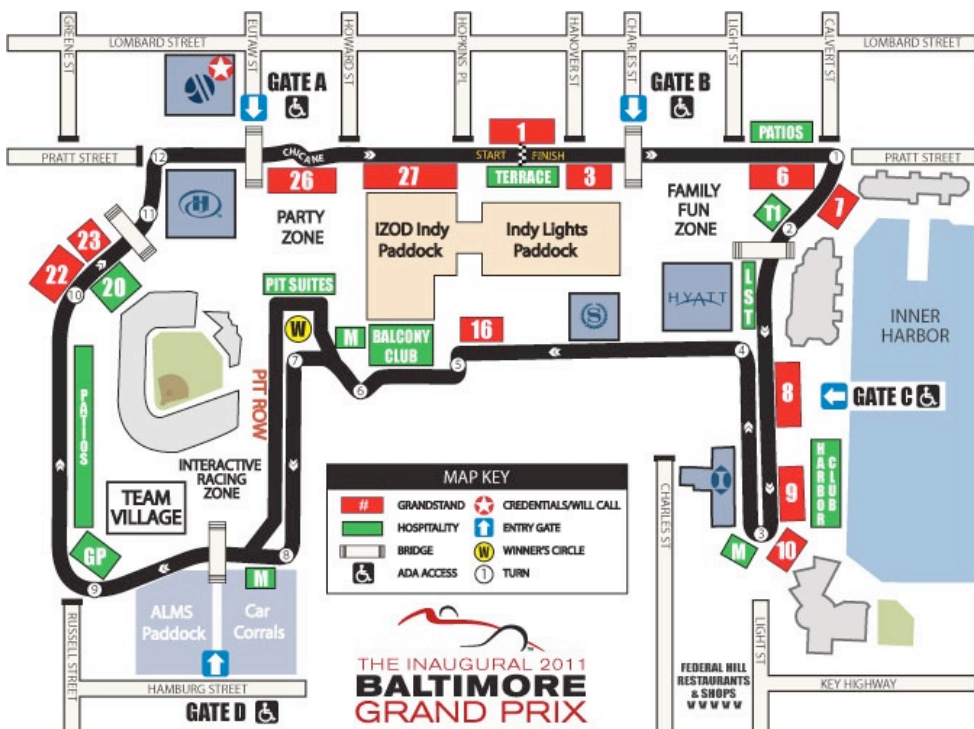 GREENE ST
EUTAW ST
HOWARD ST
HOPKINS PL
HANOVER ST
CHARLES ST
LIGHT ST
CALVERT ST
LOMBARD STREET
LOMBARD STREET
GATE A
GATE B
1
PATIOS
PRATT STREET
12
CHICANE
START
FINISH
1
PRATT STREET
26
27
TERRACE
3
6
7
T1
2
H
11
PARTY
ZONE
IZOD Indy
Paddock
Indy Lights
Paddock
FAMILY
FUN ZONE
23
22
20
10
PIT SUITES
W
M
BALCONY
CLUB
16
S
HYATT
LST
INNER
HARBOR
7
6
5
4
PATIOS
PIT ROW
8
GATE C
INTERACTIVE
RACING
ZONE
TEAM
VILLAGE
9
HARBOR
CLUB
MAP KEY
# GRANDSTAND
CREDENTIALS/WILL CALL
HOSPITALITY
ENTRY GATE
BRIDGE
W WINNER'S CIRCLE
ADA ACCESS
1 TURN
CHARLES ST
3
M
10
GP
9
8
M
ALMS
Paddock
Car
Corrals
RUSSELL STREET
HAMBURG STREET
GATE D
THE INAUGURAL 2011
BALTIMORE
GRAND PRIX
FEDERAL HILL
RESTAURANTS
& SHOPS
LIGHT ST
KEY HIGHWAY